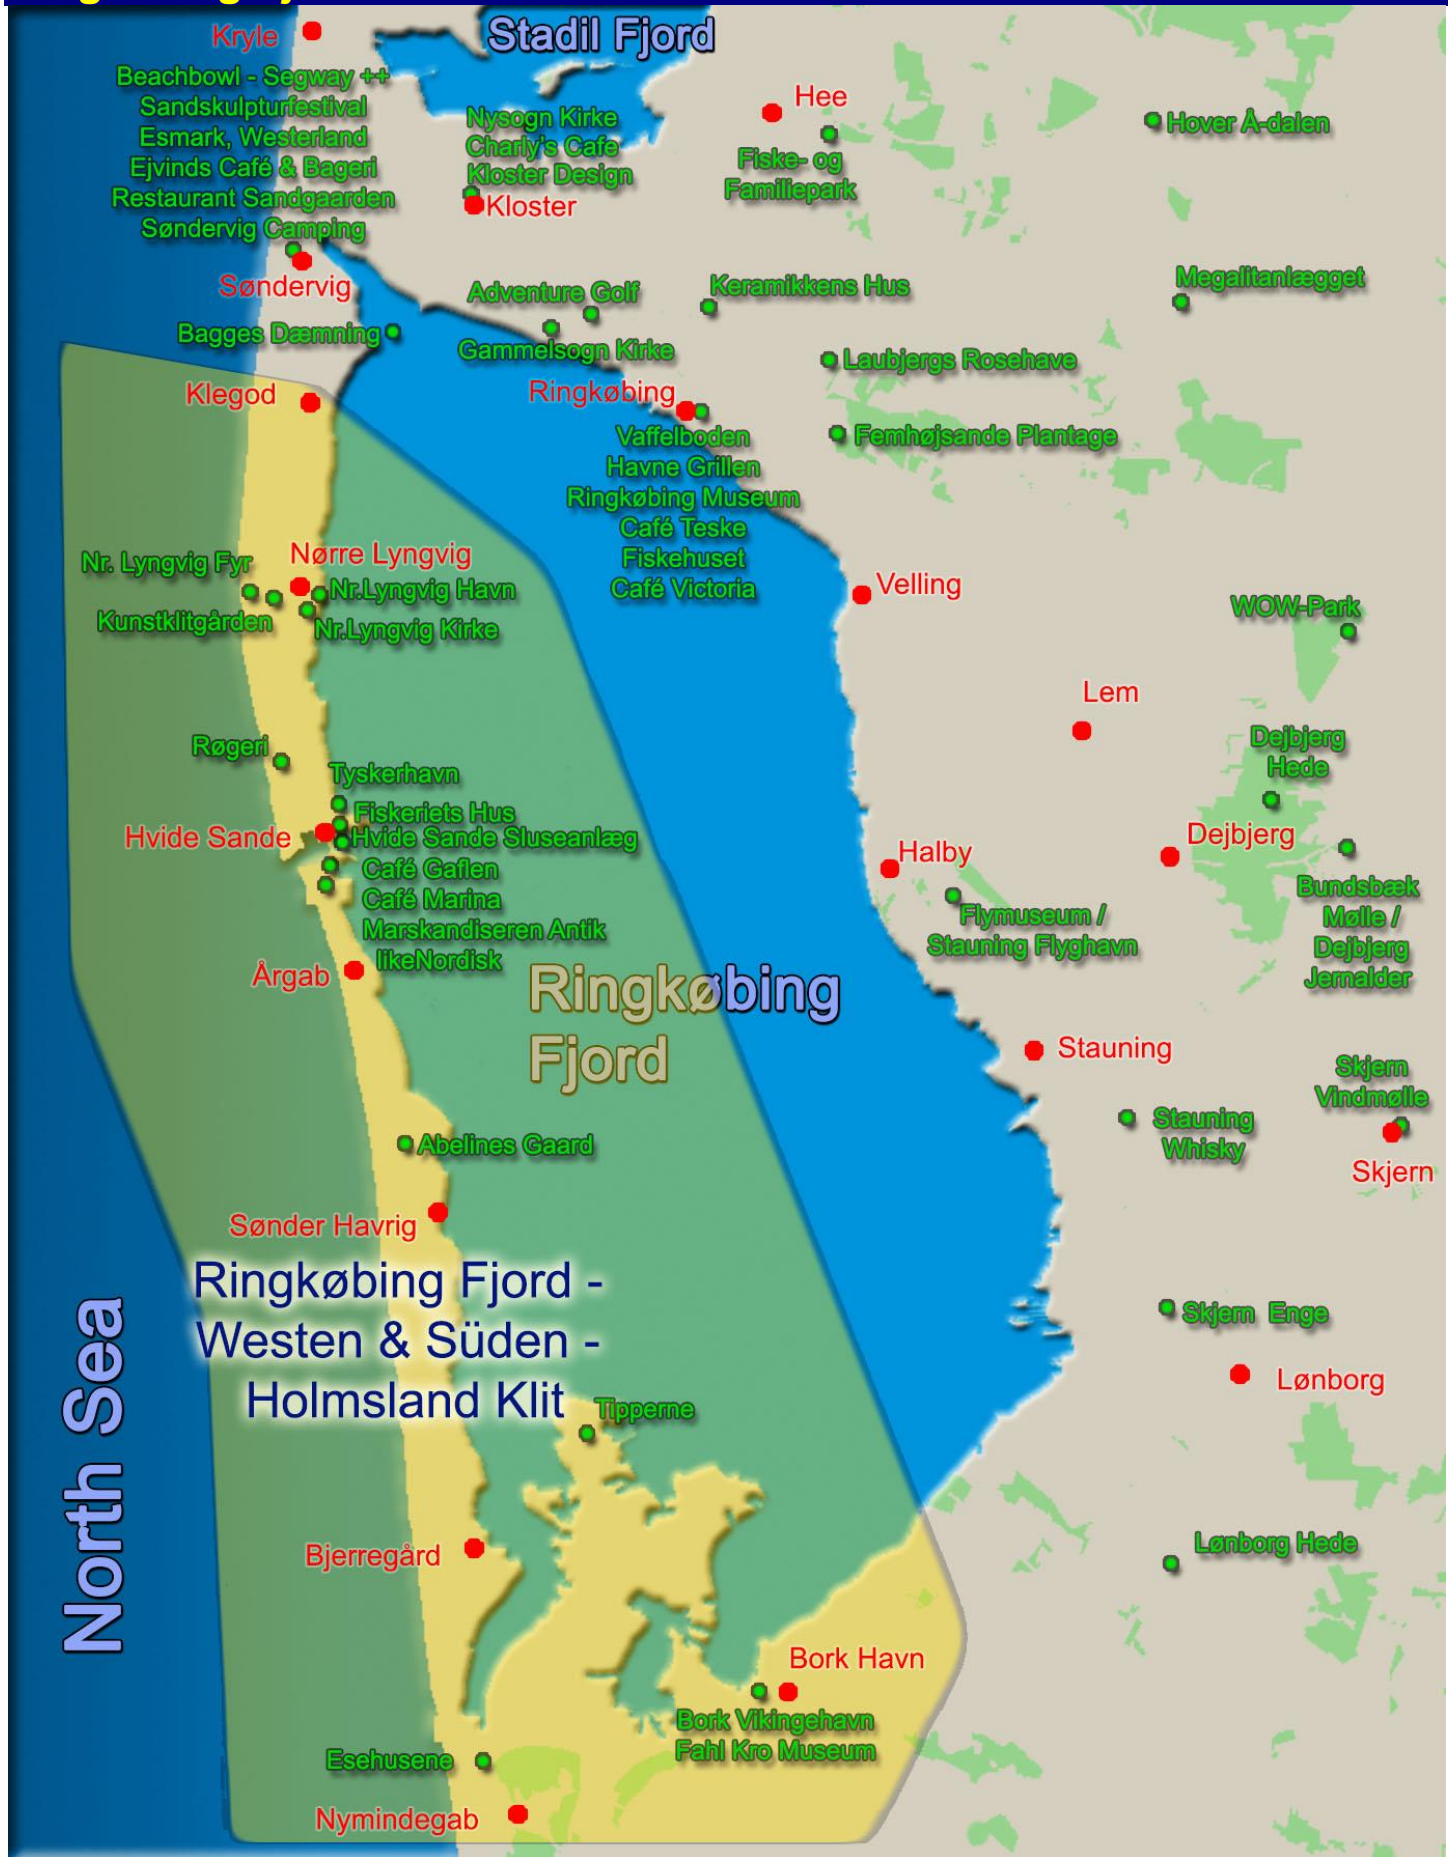 Stadil Fjord
Kryle
Beachbowl - Segway ++
Sandskulpturfestival
Esmark, Westerland
Ejvinds Café & Bageri
Restaurant Sandgaarden
Søndervig Camping
Søndervig
Nysogn Kirke
Charly's Cafe
Kloster Design
Kloster
Hee
Fiske- og
Familiepark
Hover Å-dalen
Megalitanlægget
Adventure Golf
Keramikkens Hus
Bagges Dæmning
Gammelsogn Kirke
Laubjergs Rosehave
Klegod
Ringkøbing
Vaffelboden
Havne Grillen
Ringkøbing Museum
Café Teske
Fiskehuset
Café Victoria
Femhøjsande Plantage
Nr. Lyngvig Fyr
Nørre Lyngvig
Nr.Lyngvig Havn
Kunstklitgården
Nr.Lyngvig Kirke
Velling
WOW-Park
Lem
Røgeri
Tyskerhavn
Fiskeriets Hus
Hvide Sande
Hvide Sande Sluseanlæg
Café Gaflen
Café Marina
Marskandiseren Antik
likeNordisk
Dejbjerg
Hede
Dejbjerg
Halby
Flymuseum /
Stauning Flyghavn
Bundsbæk
Mølle /
Dejbjerg
Jernalder
Årgab
Ringkøbing
Fjord
Stauning
Skjern
Vindmølle
Skjern
Stauning
Whisky
Abelines Gaard
Sønder Havrig
Ringkøbing Fjord -
Westen & Süden -
Holmsland Klit
North Sea
Skjern Enge
Lønborg
Tipperne
Bjerregård
Lønborg Hede
Bork Havn
Bork Vikingehavn
Fahl Kro Museum
Esehusene
Nymindegab